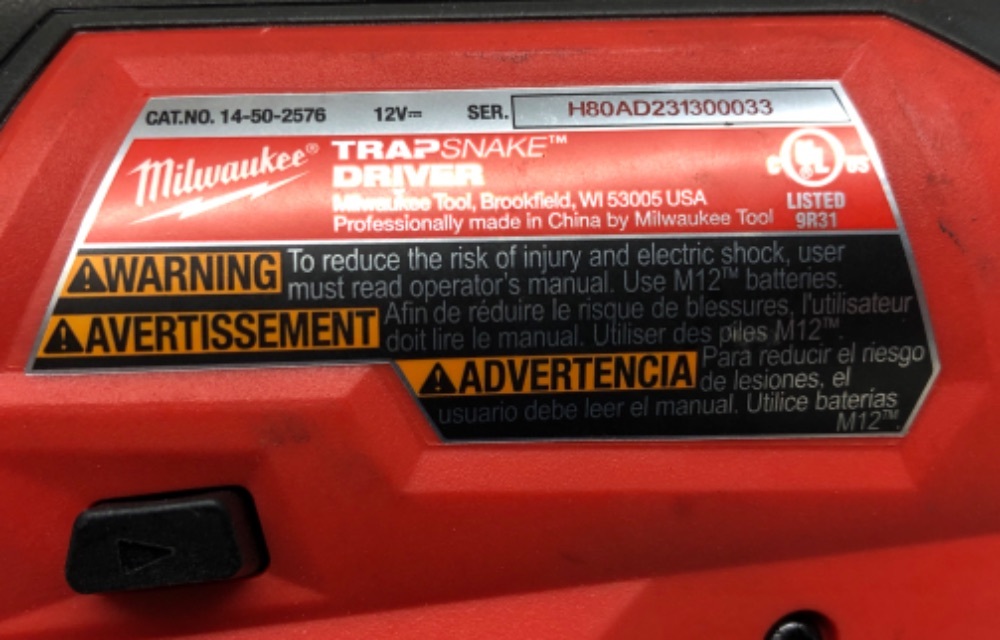 CAT.NO. 14-50-2576 12V⎓ SER. H80AD231300033
Milwaukee® TRAPSNAKE™
DRIVER
Milwaukee Tool, Brookfield, WI 53005 USA
Professionally made in China by Milwaukee Tool
C UL US
LISTED
9R31
WARNING To reduce the risk of injury and electric shock, user
must read operator's manual. Use M12™ batteries.
AVERTISSEMENT Afin de réduire le risque de blessures, l'utilisateur
doit lire le manual. Utiliser des piles M12™.
ADVERTENCIA Para reducir el riesgo
de lesiones, el
usuario debe leer el manual. Utilice baterías
M12™.